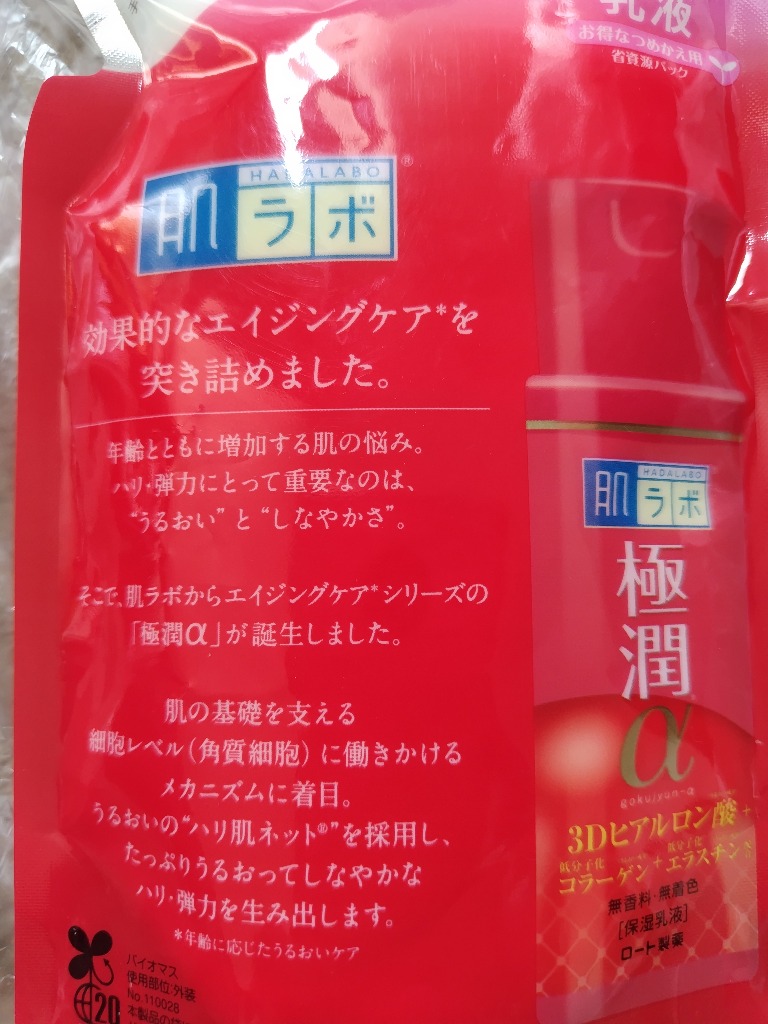 乳液
お得なつめかえ用
省資源パック
HADALABO
肌ラボ®
効果的なエイジングケア*を
突き詰めました。
年齢とともに増加する肌の悩み。
ハリ・弾力にとって重要なのは、
“うるおい”と“しなやかさ”。
そこで、肌ラボからエイジングケア*シリーズの
「極潤α」が誕生しました。
肌の基礎を支える
細胞レベル(角質細胞)に働きかける
メカニズムに着目。
うるおいの“ハリ肌ネット®”を採用し、
たっぷりうるおってしなやかな
ハリ・弾力を生み出します。
*年齢に応じたうるおいケア
HADALABO
肌ラボ
極潤
α
gokujyun-α
3Dヒアルロン酸+
低分子化 低分子化
コラーゲン+エラスチン
無香料・無着色
[保湿乳液]
ロート製薬
20
バイオマス
使用部位:外装
No.110028
本製品の